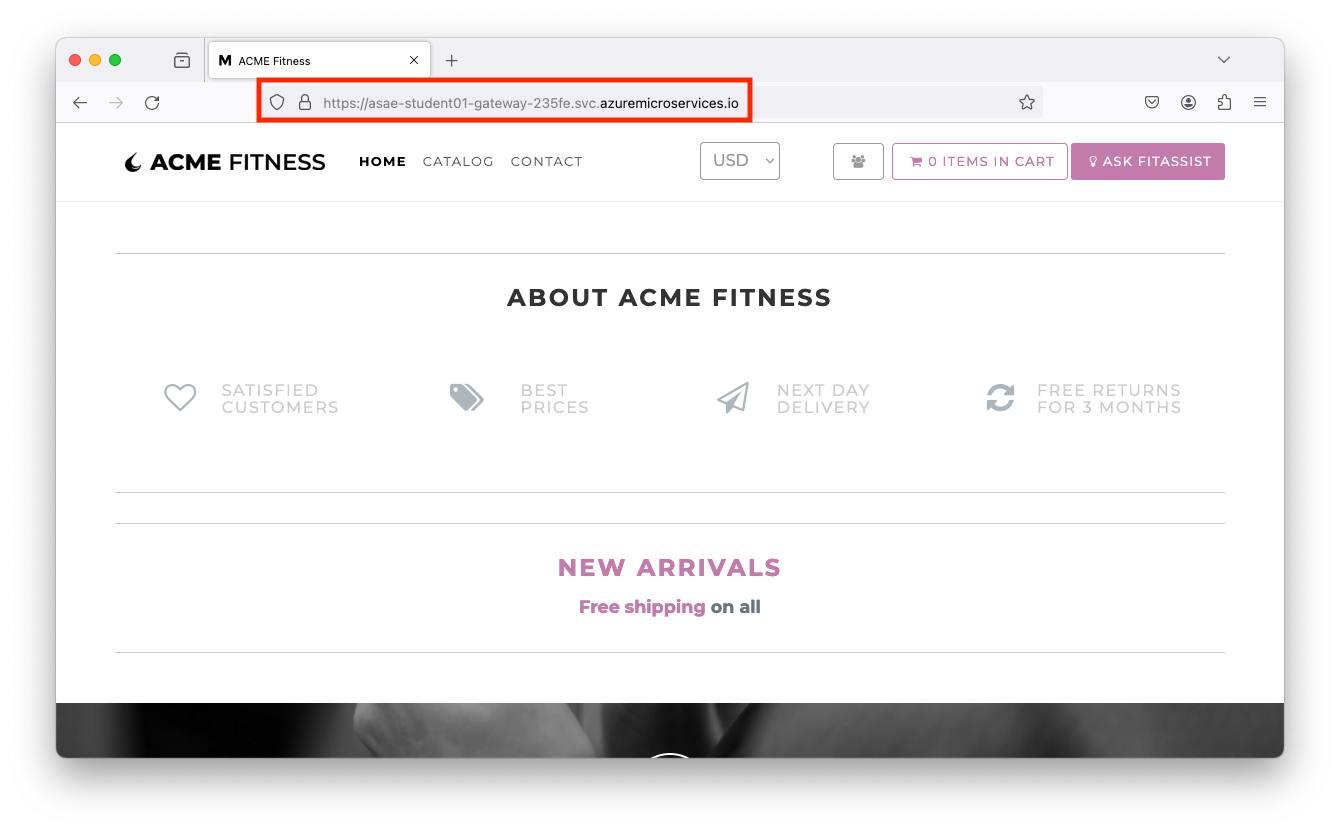 M ACME Fitness
https://asae-student01-gateway-235fe.svc.azuremicroservices.io
ACME FITNESS
HOME CATALOG CONTACT
USD
0 ITEMS IN CART
ASK FITASSIST
ABOUT ACME FITNESS
SATISFIED
CUSTOMERS
BEST
PRICES
NEXT DAY
DELIVERY
FREE RETURNS
FOR 3 MONTHS
NEW ARRIVALS
Free shipping on all